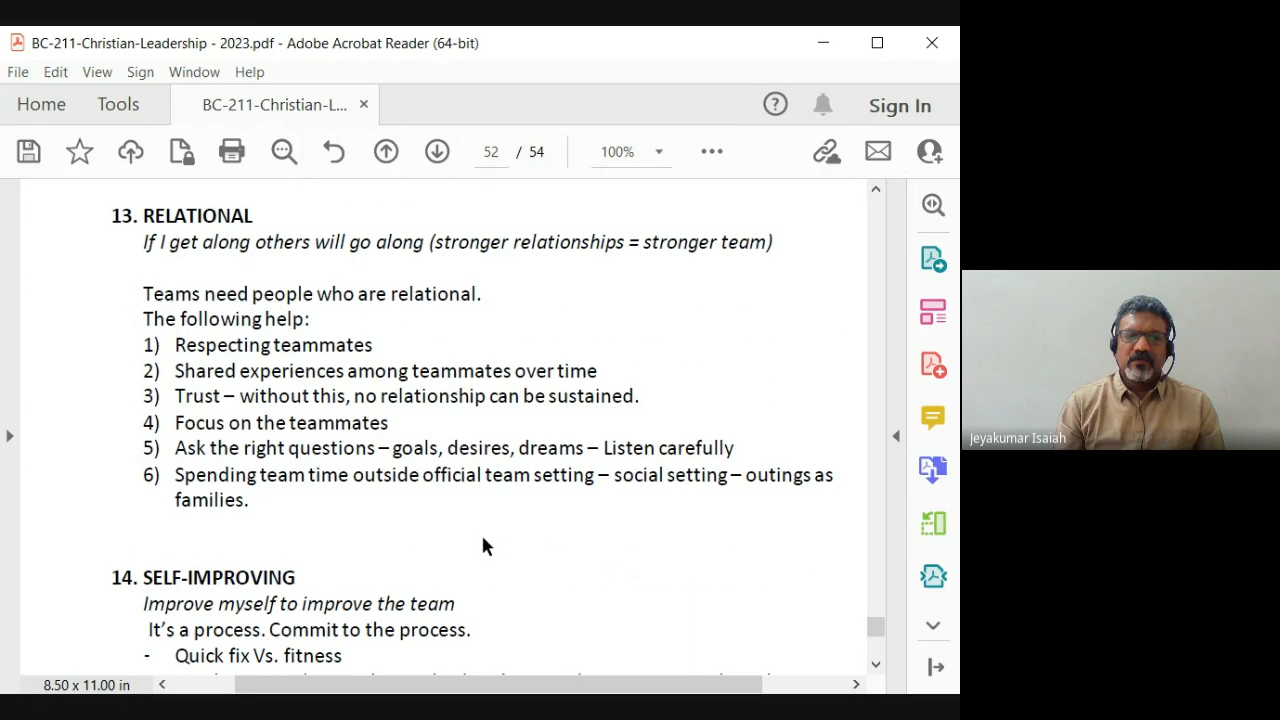 BC-211-Christian-Leadership - 2023.pdf - Adobe Acrobat Reader (64-bit)
File Edit View Sign Window Help
Home Tools BC-211-Christian-L... × Sign In
52 / 54 100%
13. RELATIONAL
If I get along others will go along (stronger relationships = stronger team)
Teams need people who are relational.
The following help:
1) Respecting teammates
2) Shared experiences among teammates over time
3) Trust – without this, no relationship can be sustained.
4) Focus on the teammates
5) Ask the right questions – goals, desires, dreams – Listen carefully
6) Spending team time outside official team setting – social setting – outings as
families.
14. SELF-IMPROVING
Improve myself to improve the team
It's a process. Commit to the process.
- Quick fix Vs. fitness
8.50 x 11.00 in
Jeyakumar Isaiah